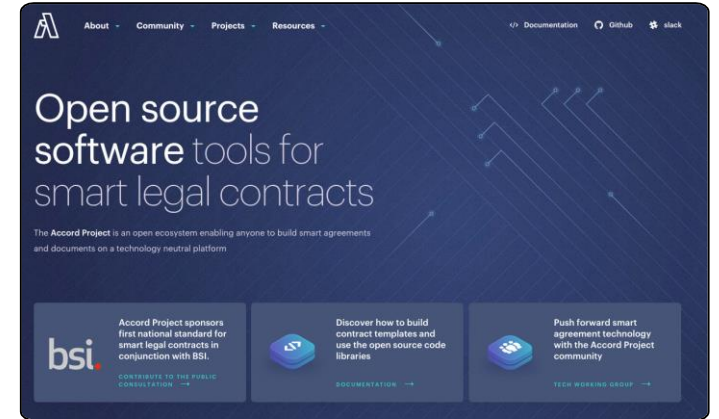 About Community Projects Resources </> Documentation Github slack
Open source
software tools for
smart legal contracts
The Accord Project is an open ecosystem enabling anyone to build smart agreements
and documents on a technology neutral platform
bsi.
Accord Project sponsors
first national standard for
smart legal contracts in
conjunction with BSI.
CONTRIBUTE TO THE PUBLIC
CONSULTATION →
Discover how to build
contract templates and
use the open source code
libraries
DOCUMENTATION →
Push forward smart
agreement technology
with the Accord Project
community
TECH WORKING GROUP →